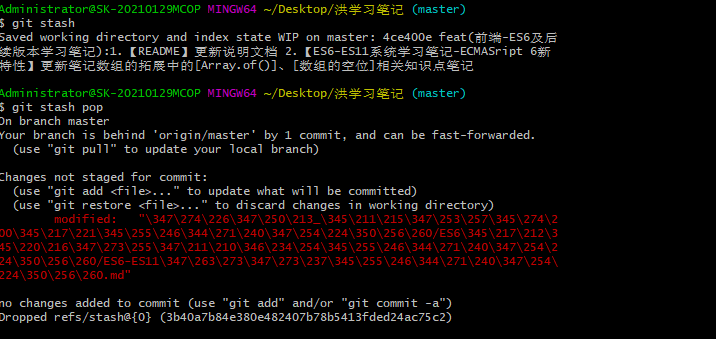 Administrator@SK-20210129MCOP MINGW64 ~/Desktop/洪学习笔记 (master)
$ git stash
Saved working directory and index state WIP on master: 4ce400e feat(前端-ES6及后
续版本学习笔记):1.【README】更新说明文档 2.【ES6-ES11系统学习笔记-ECMASript 6新
特性】更新笔记数组的拓展中的[Array.of()]、[数组的空位]相关知识点笔记
Administrator@SK-20210129MCOP MINGW64 ~/Desktop/洪学习笔记 (master)
$ git stash pop
On branch master
Your branch is behind 'origin/master' by 1 commit, and can be fast-forwarded.
(use "git pull" to update your local branch)
Changes not staged for commit:
(use "git add <file>..." to update what will be committed)
(use "git restore <file>..." to discard changes in working directory)
modified:   "\347\274\226\347\250\213_\345\211\215\347\253\257\345\274\2
00\345\217\221\345\255\246\344\271\240\347\254\224\350\256\260/ES6\345\217\212\3
45\220\216\347\273\255\347\211\210\346\234\254\345\255\246\344\271\240\347\254\2
24\350\256\260/ES6-ES11\347\263\273\347\273\237\345\255\246\344\271\240\347\254\
224\350\256\260.md"
no changes added to commit (use "git add" and/or "git commit -a")
Dropped refs/stash@{0} (3b40a7b84e380e482407b78b5413fded24ac75c2)